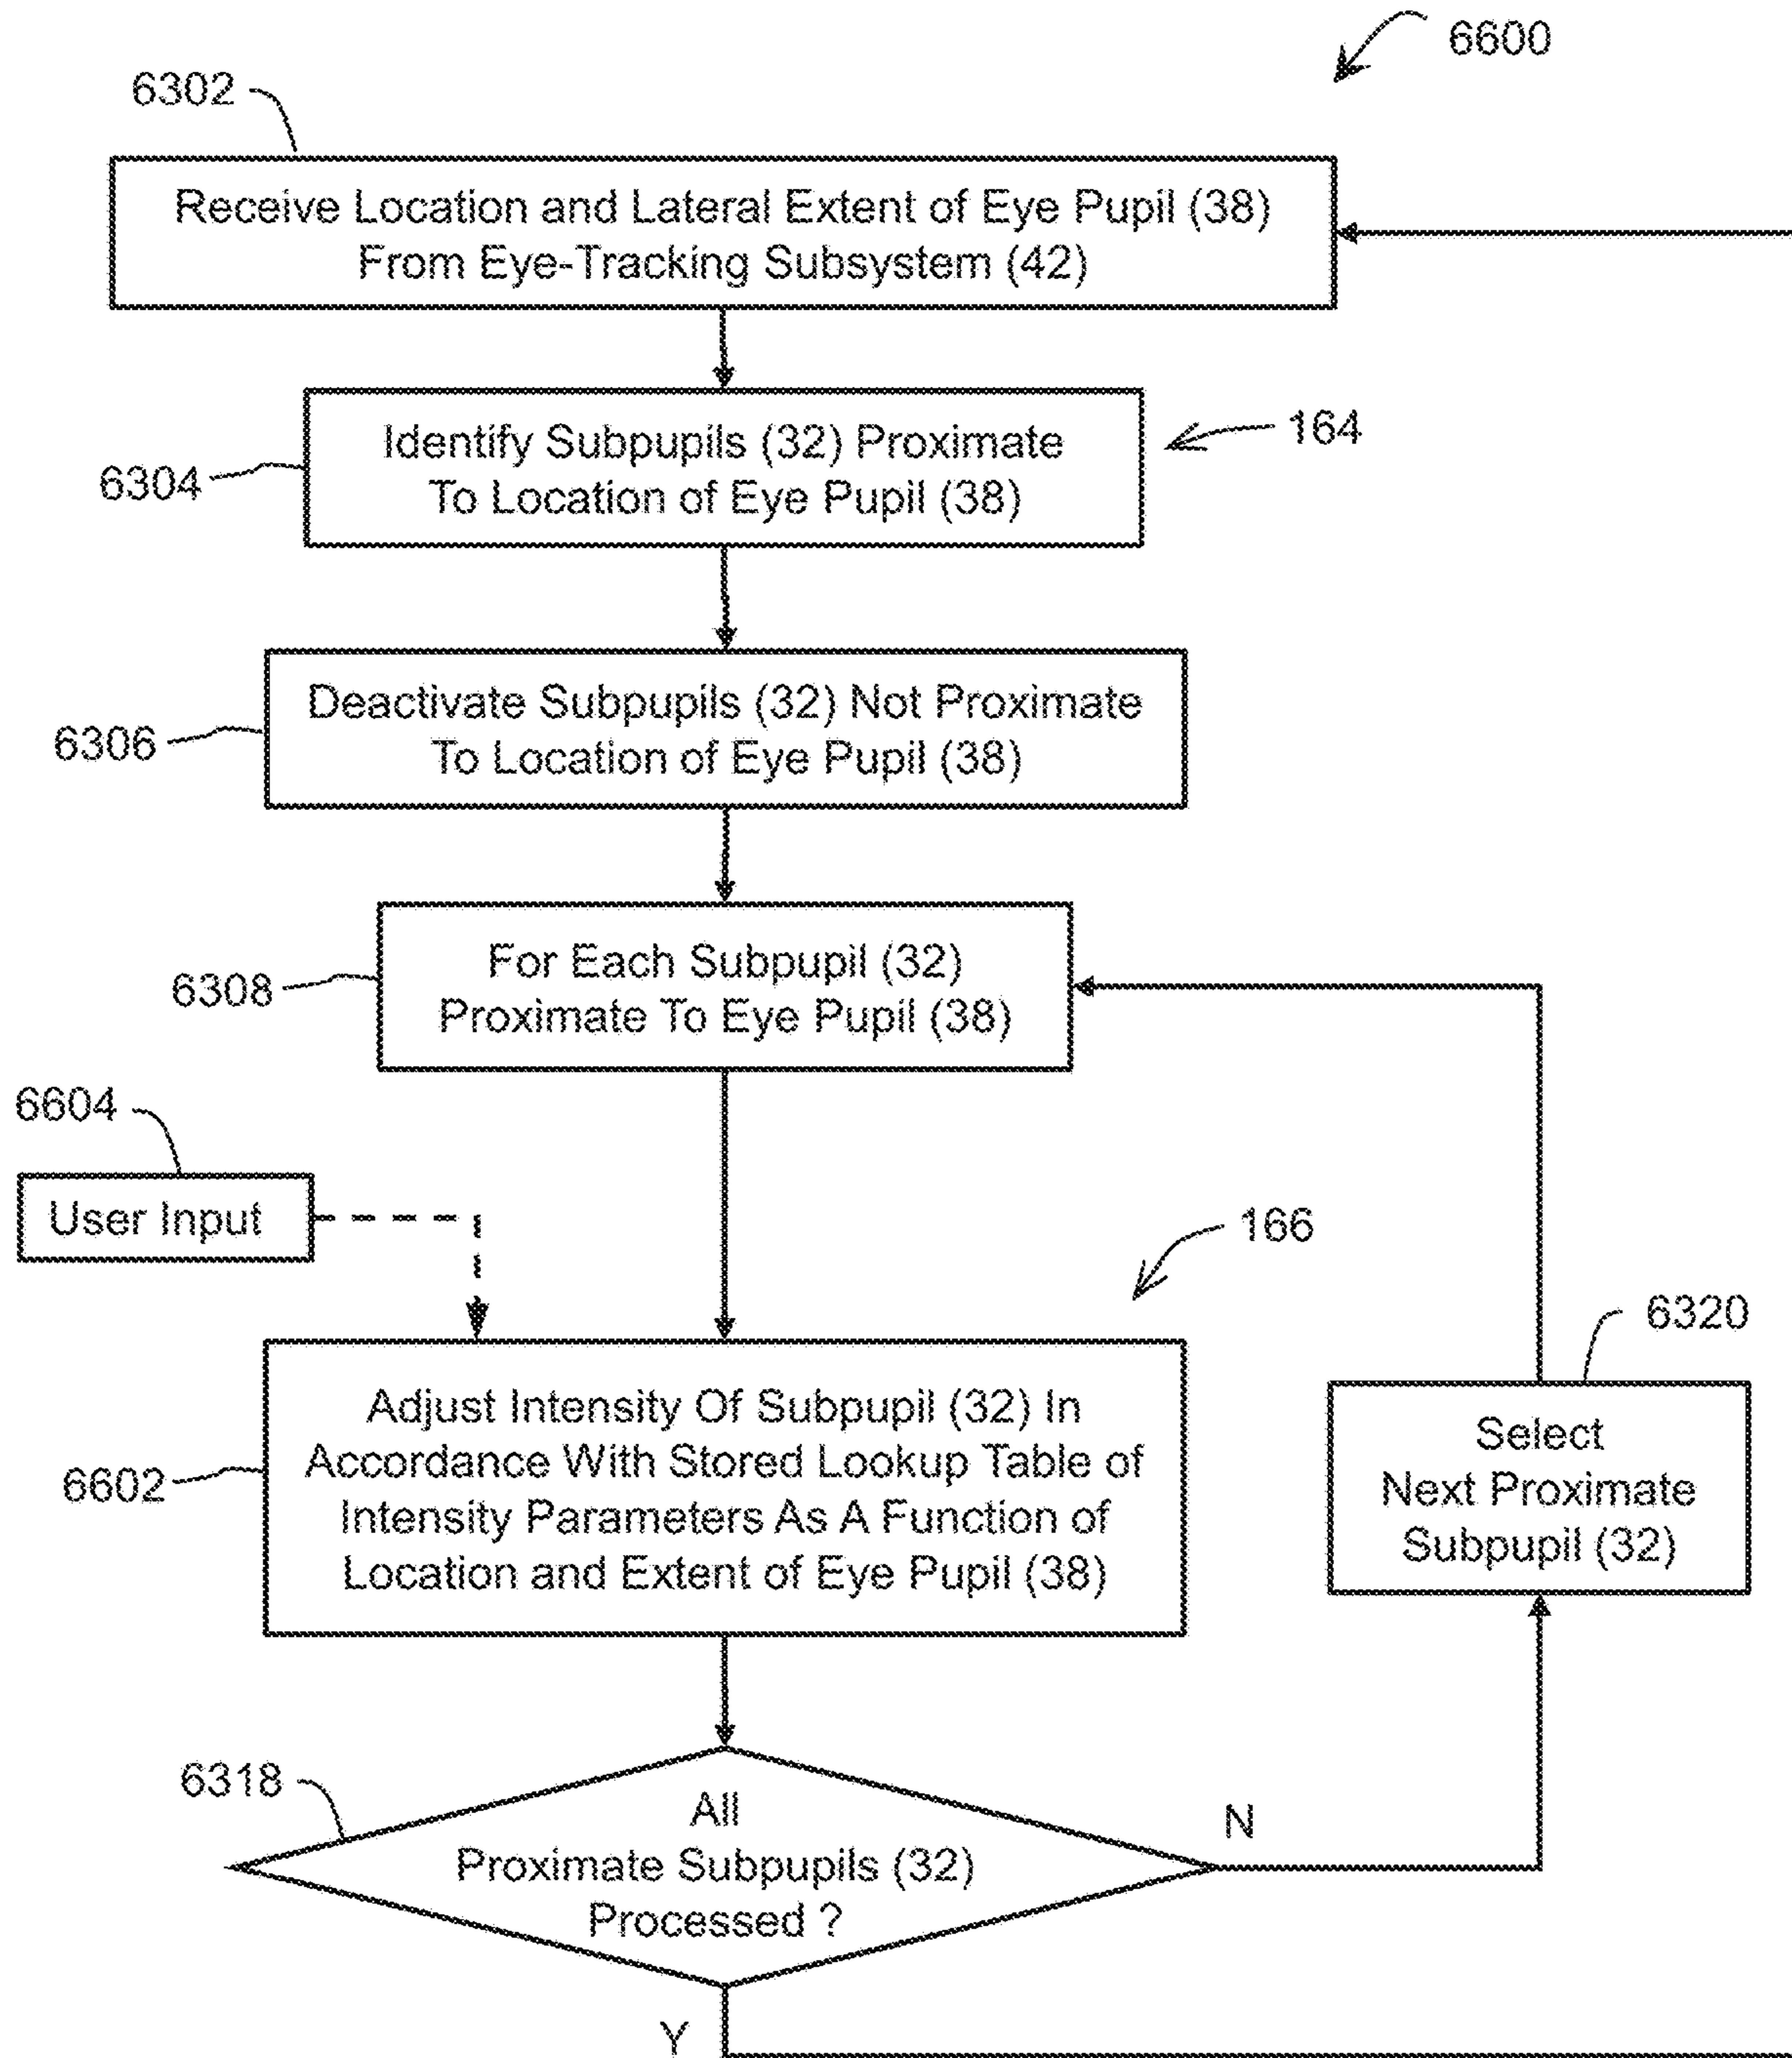 6600
6302
Receive Location and Lateral Extent of Eye Pupil (38)
From Eye-Tracking Subsystem (42)
164
6304
Identify Subpupils (32) Proximate
To Location of Eye Pupil (38)
6306
Deactivate Subpupils (32) Not Proximate
To Location of Eye Pupil (38)
6308
For Each Subpupil (32)
Proximate To Eye Pupil (38)
6604
User Input
166
6602
Adjust Intensity Of Subpupil (32) In
Accordance With Stored Lookup Table of
Intensity Parameters As A Function of
Location and Extent of Eye Pupil (38)
6320
Select
Next Proximate
Subpupil (32)
6318
All
Proximate Subpupils (32)
Processed ?
N
Y